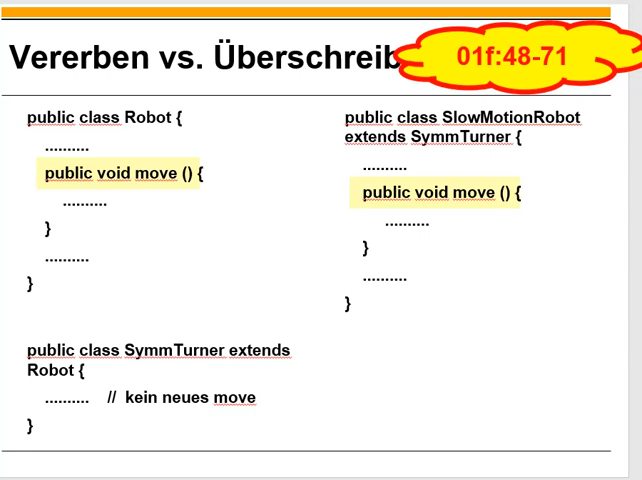 Vererben vs. Überschreib
01f:48-71
public class Robot {
..........
public void move () {
..........
}
..........
}
public class SymmTurner extends
Robot {
.......... // kein neues move
}
public class SlowMotionRobot
extends SymmTurner {
..........
public void move () {
..........
}
..........
}